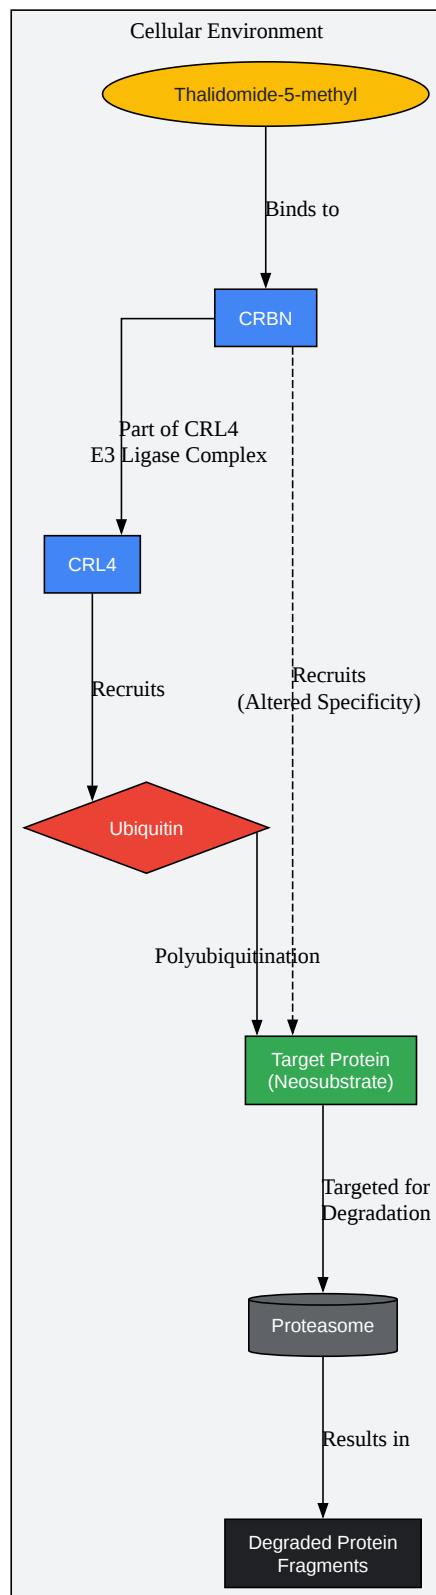 Cellular Environment
Thalidomide-5-methyl
Binds to
CRBN
Part of CRL4
E3 Ligase Complex
CRL4
Recruits
Recruits
(Altered Specificity)
Ubiquitin
Polyubiquitination
Target Protein
(Neosubstrate)
Targeted for
Degradation
Proteasome
Results in
Degraded Protein
Fragments